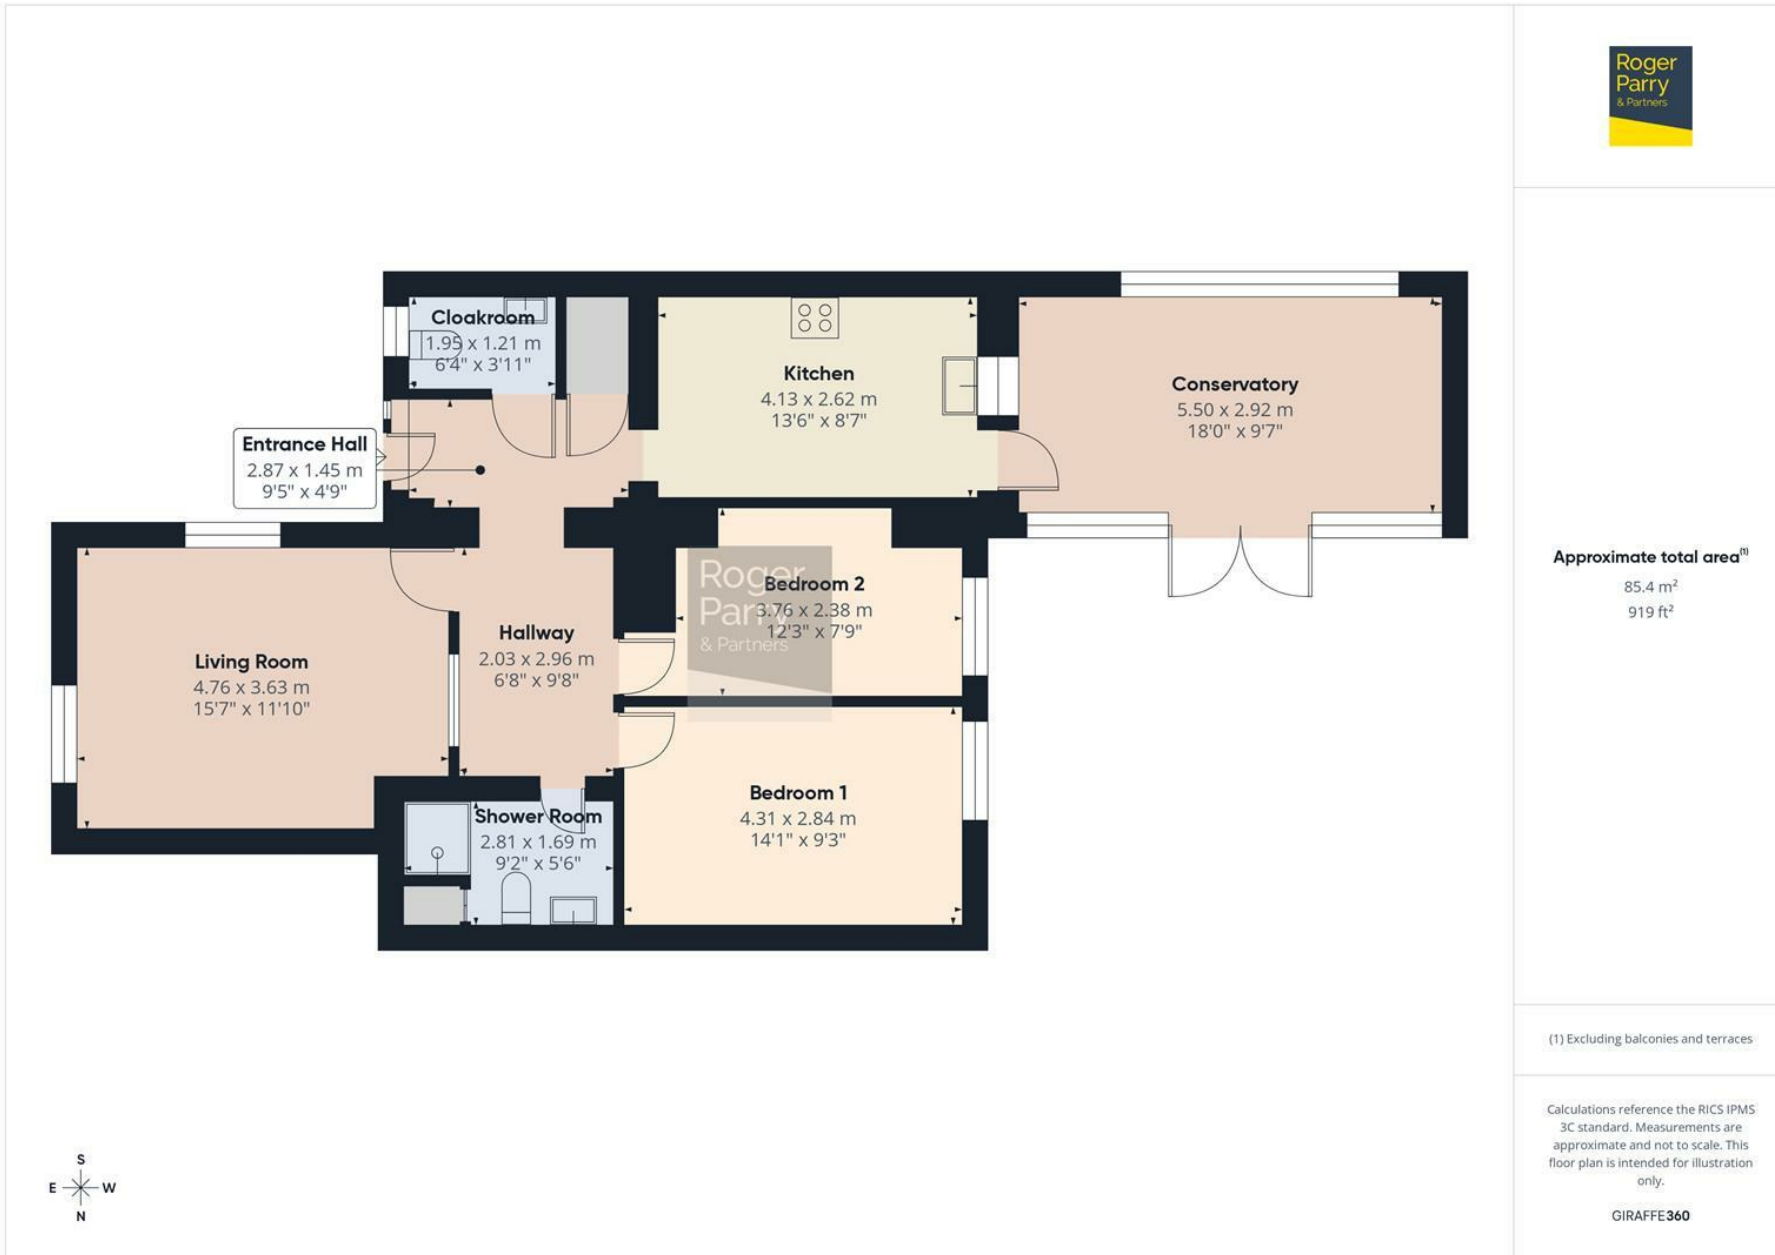 Roger
Parry
& Partners
Cloakroom
1.95 x 1.21 m
6'4" x 3'11"
Kitchen
4.13 x 2.62 m
13'6" x 8'7"
Conservatory
5.50 x 2.92 m
18'0" x 9'7"
Entrance Hall
2.87 x 1.45 m
9'5" x 4'9"
Living Room
4.76 x 3.63 m
15'7" x 11'10"
Hallway
2.03 x 2.96 m
6'8" x 9'8"
Roger
Parry
& Partners
Bedroom 2
3.76 x 2.38 m
12'3" x 7'9"
Bedroom 1
4.31 x 2.84 m
14'1" x 9'3"
Shower Room
2.81 x 1.69 m
9'2" x 5'6"
Approximate total area(1)
85.4 m²
919 ft²
(1) Excluding balconies and terraces
Calculations reference the RICS IPMS
3C standard. Measurements are
approximate and not to scale. This
floor plan is intended for illustration
only.
GIRAFFE360
S
E W
N